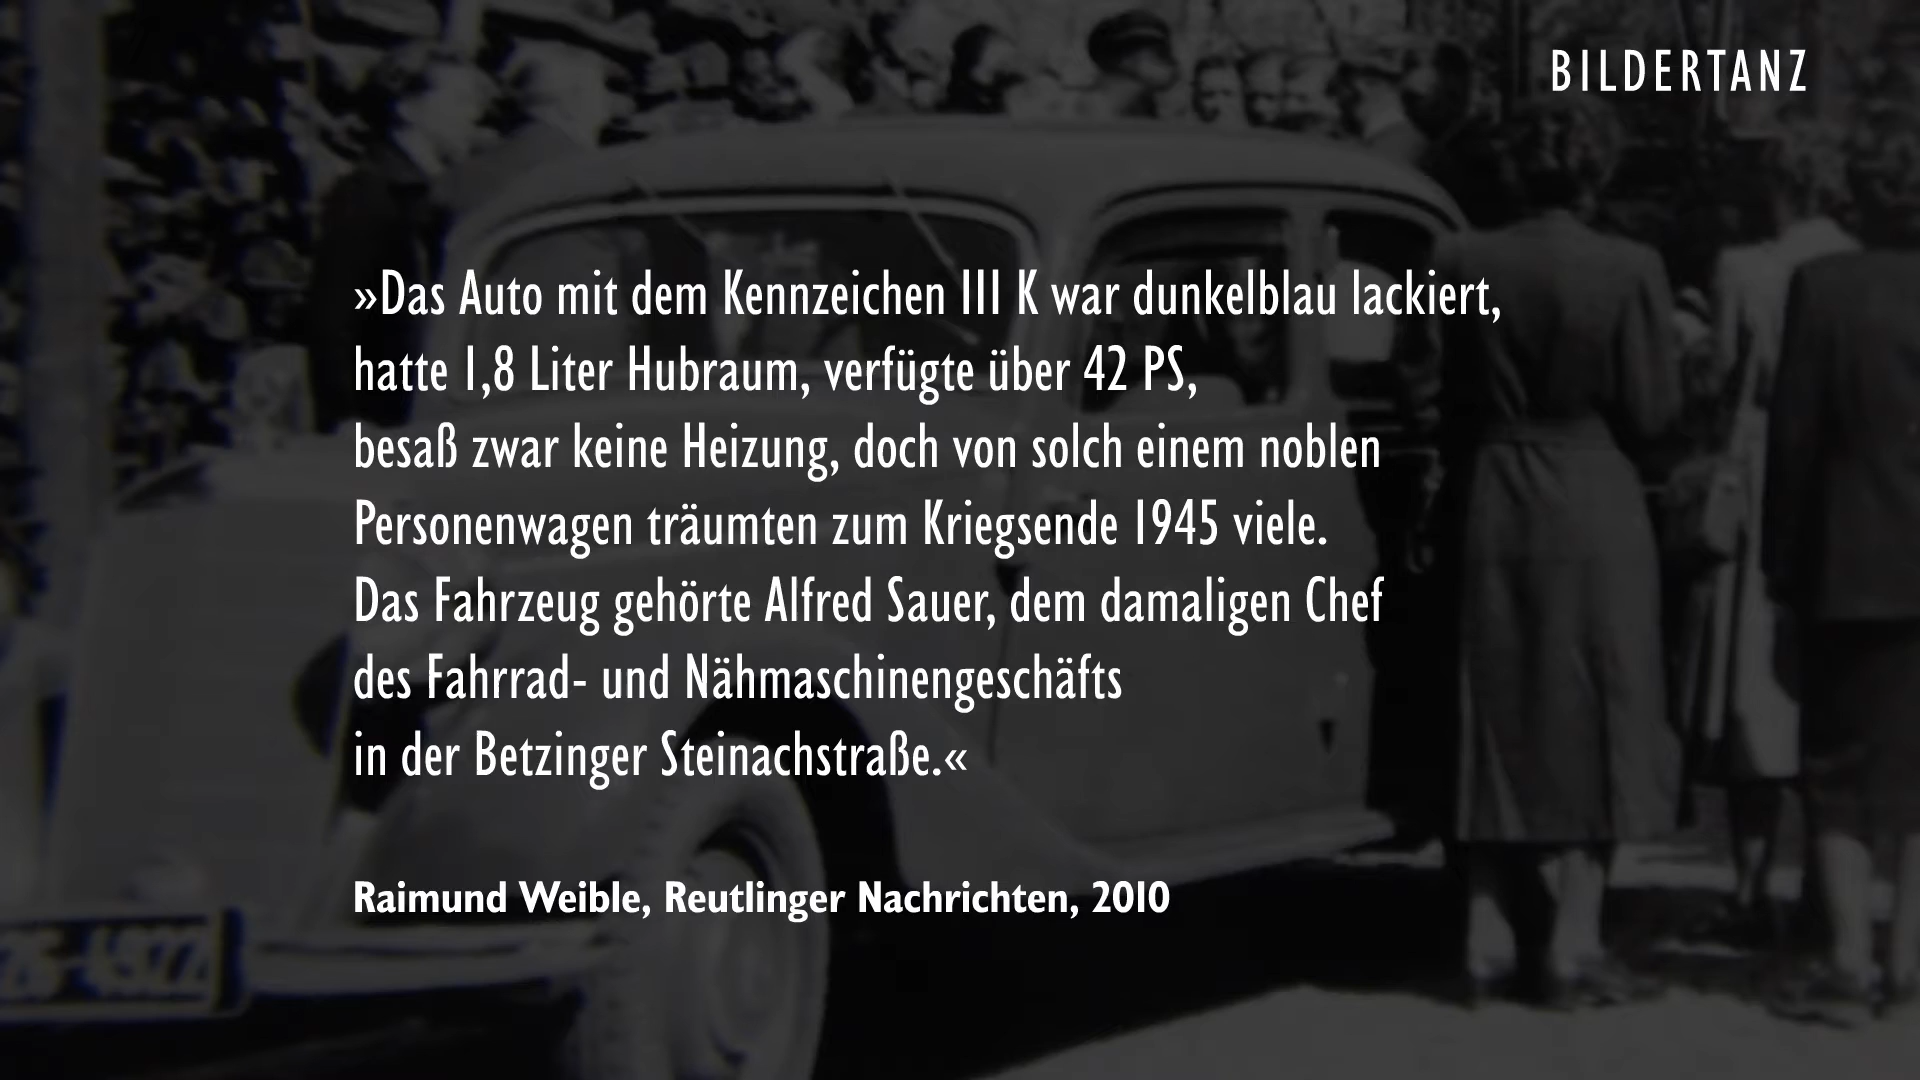 BILDERTANZ
»Das Auto mit dem Kennzeichen III K war dunkelblau lackiert,
hatte 1,8 Liter Hubraum, verfügte über 42 PS,
besaß zwar keine Heizung, doch von solch einem noblen
Personenwagen träumten zum Kriegsende 1945 viele.
Das Fahrzeug gehörte Alfred Sauer, dem damaligen Chef
des Fahrrad- und Nähmaschinengeschäfts
in der Betzinger Steinachstraße.«
Raimund Weible, Reutlinger Nachrichten, 2010